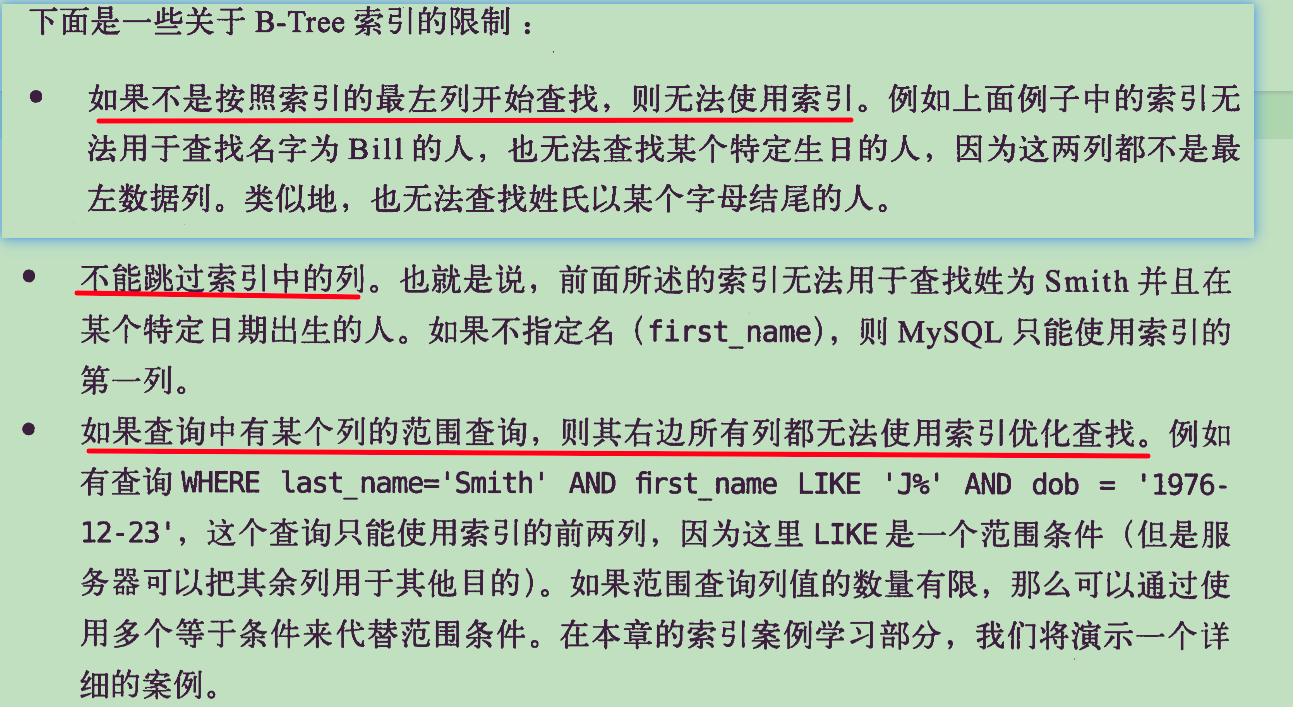 下面是一些关于 B-Tree 索引的限制：
• 如果不是按照索引的最左列开始查找，则无法使用索引。例如上面例子中的索引无
法用于查找名字为 Bill 的人，也无法查找某个特定生日的人，因为这两列都不是最
左数据列。类似地，也无法查找姓氏以某个字母结尾的人。
• 不能跳过索引中的列。也就是说，前面所述的索引无法用于查找姓为 Smith 并且在
某个特定日期出生的人。如果不指定名（first_name），则 MySQL 只能使用索引的
第一列。
• 如果查询中有某个列的范围查询，则其右边所有列都无法使用索引优化查找。例如
有查询 WHERE last_name='Smith' AND first_name LIKE 'J%' AND dob = '1976-
12-23'，这个查询只能使用索引的前两列，因为这里 LIKE 是一个范围条件（但是服
务器可以把其余列用于其他目的）。如果范围查询列值的数量有限，那么可以通过使
用多个等于条件来代替范围条件。在本章的索引案例学习部分，我们将演示一个详
细的案例。